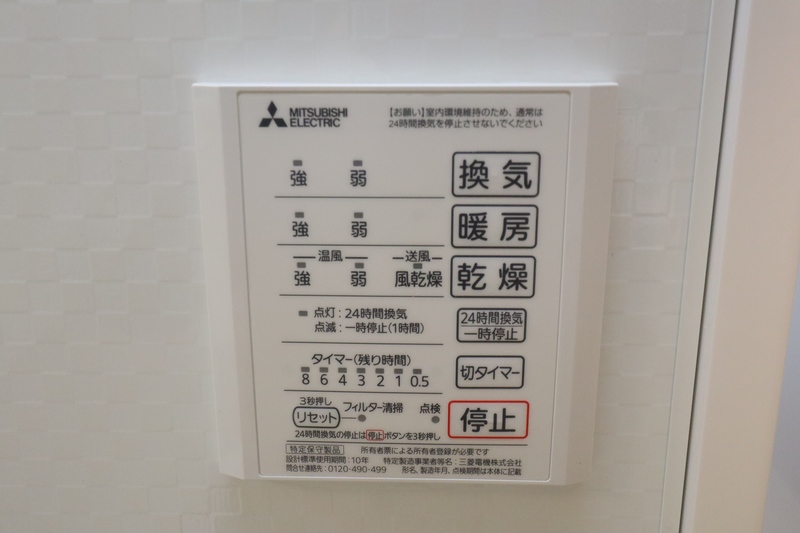 MITSUBISHI
ELECTRIC
【お願い】室内環境維持のため、通常は
24時間換気を停止させないでください
強 弱 換気
強 弱 暖房
温風 送風
強 弱 風乾燥 乾燥
点灯:24時間換気
点滅:一時停止(1時間)
24時間換気
一時停止
タイマー(残り時間)
8 6 4 3 2 1 0.5
切タイマー
3秒押し
リセット フィルター清掃 点検
停止
24時間換気の停止は停止ボタンを3秒押し
特定保守製品 所有者票による所有者登録が必要です
設計標準使用期間:10年 特定製造事業者等名:三菱電機株式会社
問合せ連絡先:0120-490-499 形名、製造年月、点検期間は本体に記載